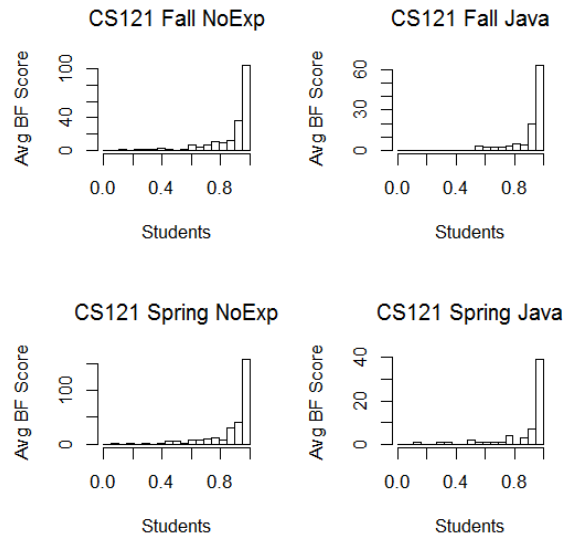 CS121 Fall NoExp
Avg BF Score
0 40 100
0.0 0.4 0.8
Students
CS121 Fall Java
Avg BF Score
0 30 60
0.0 0.4 0.8
Students
CS121 Spring NoExp
Avg BF Score
0 100
0.0 0.4 0.8
Students
CS121 Spring Java
Avg BF Score
0 20 40
0.0 0.4 0.8
Students